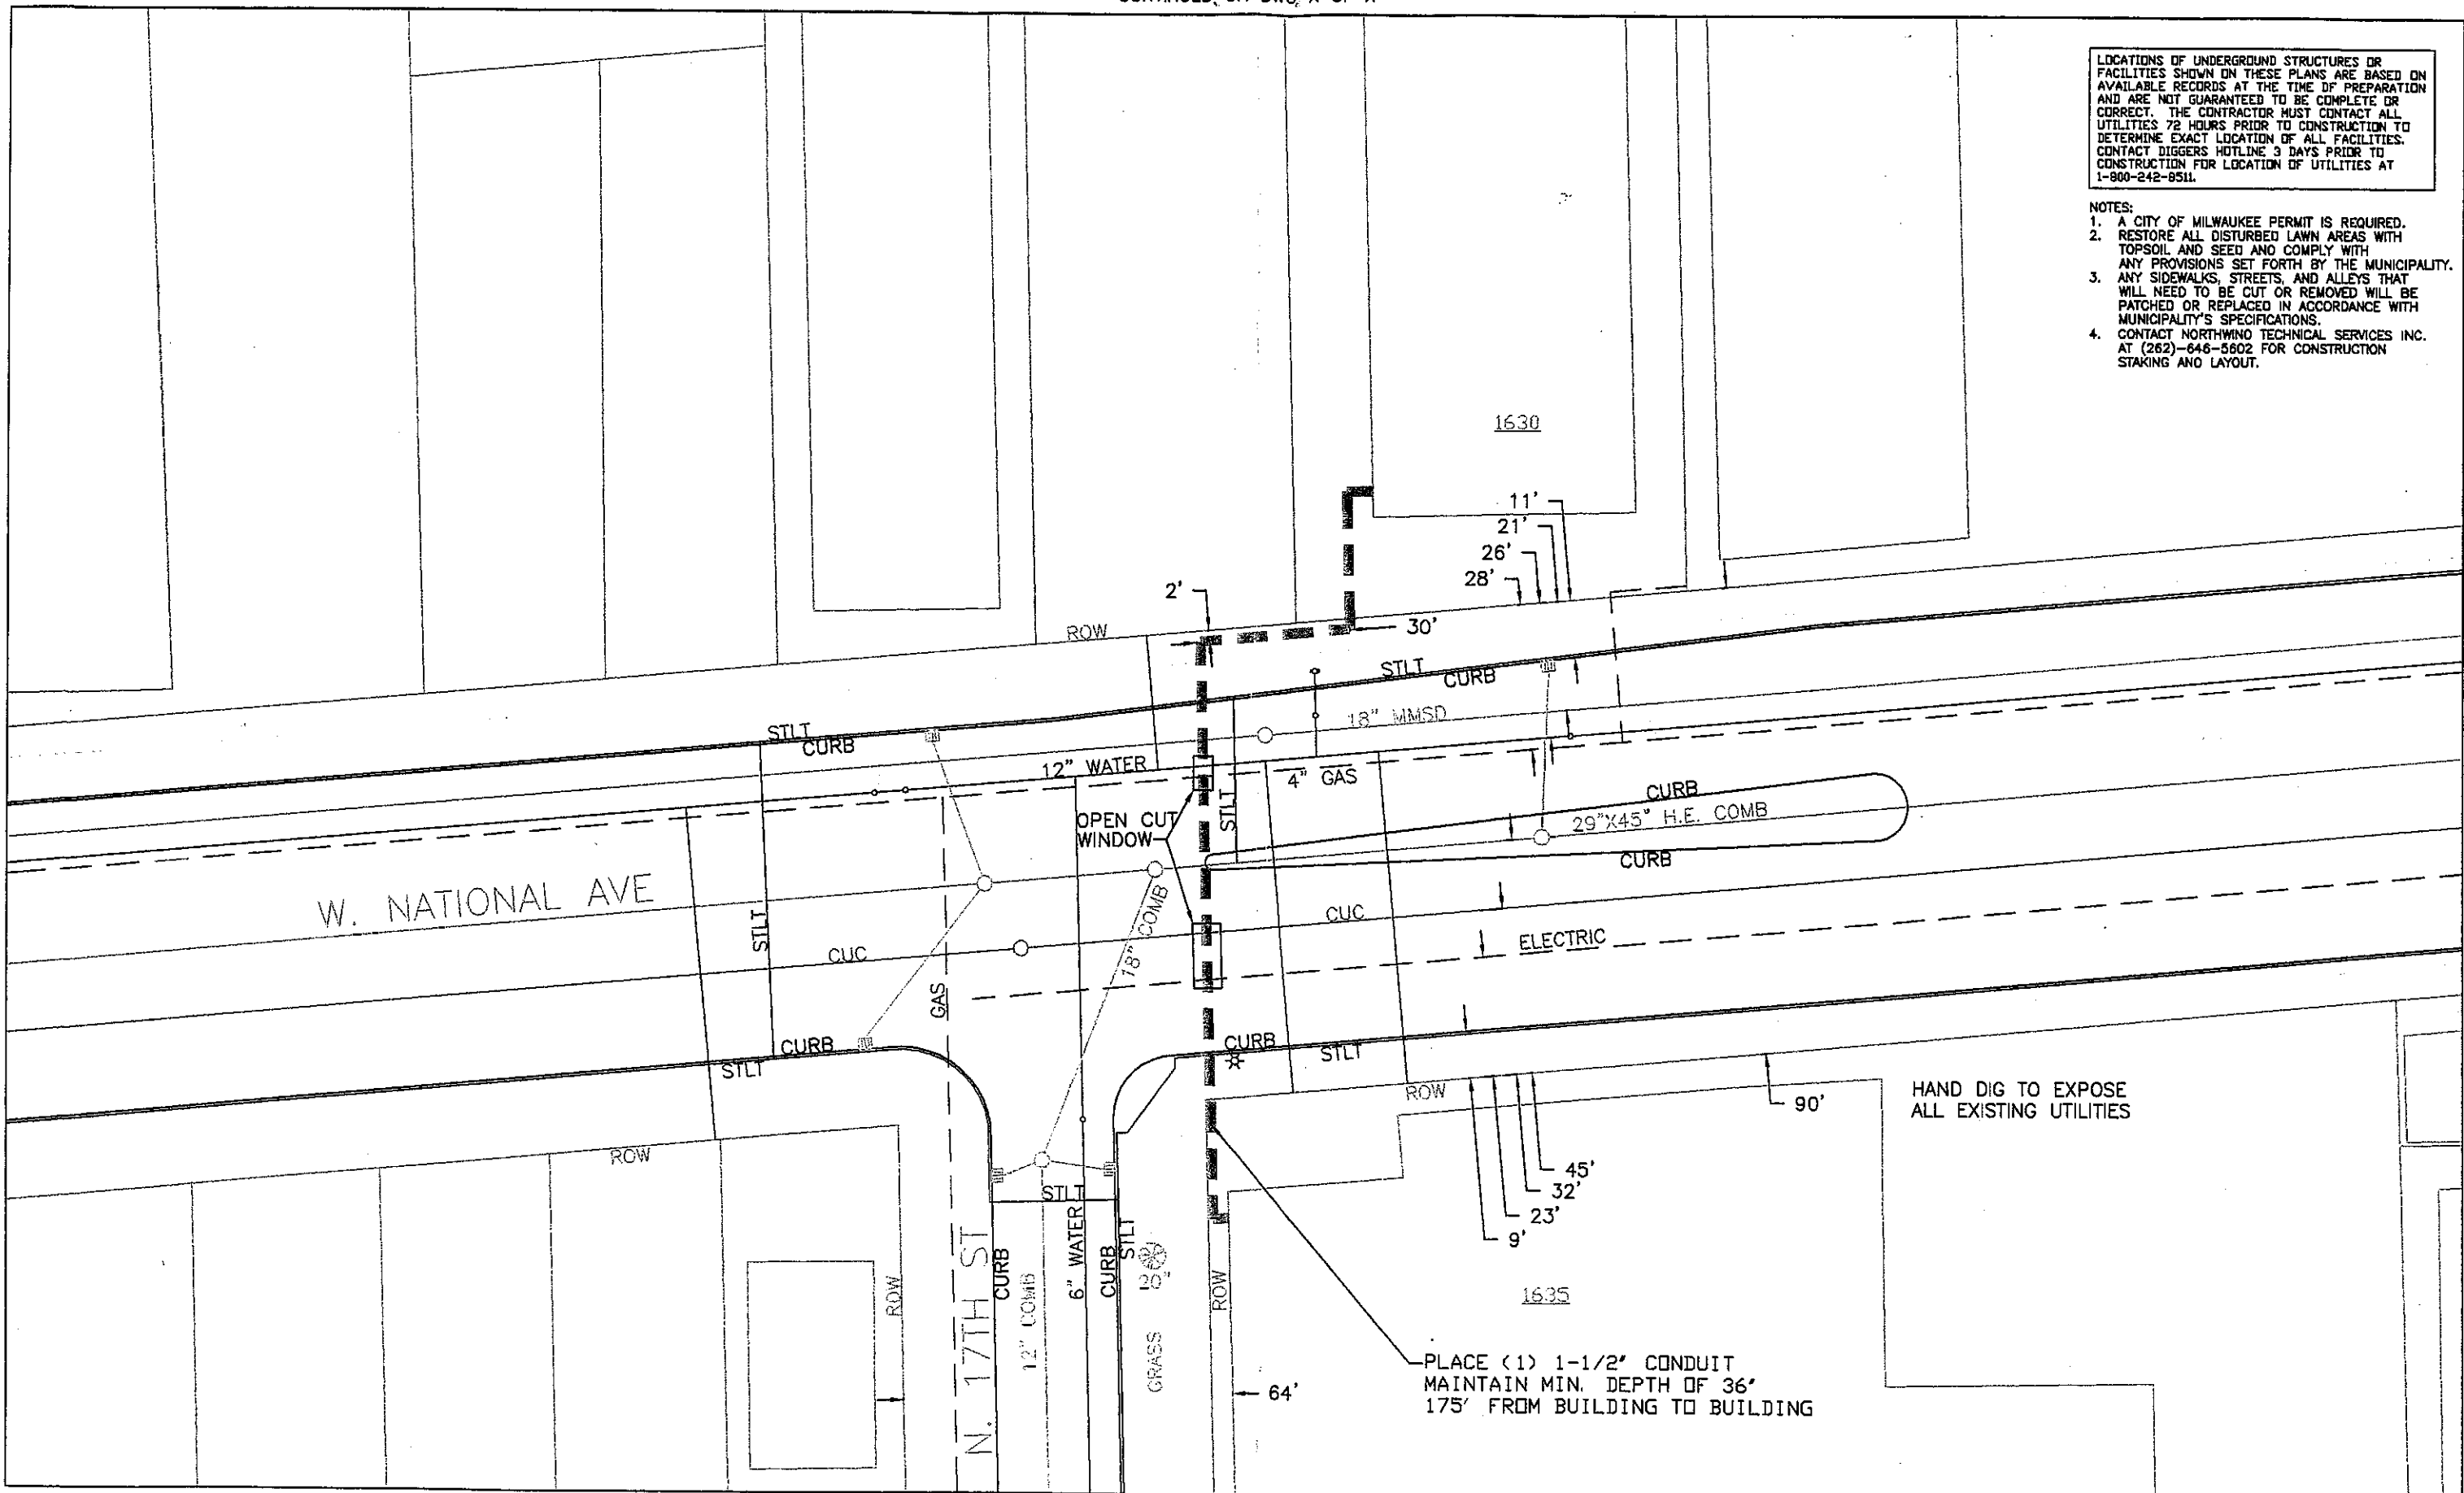 LOCATIONS OF UNDERGROUND STRUCTURES OR
FACILITIES SHOWN ON THESE PLANS ARE BASED ON
AVAILABLE RECORDS AT THE TIME OF PREPARATION
AND ARE NOT GUARANTEED TO BE COMPLETE OR
CORRECT. THE CONTRACTOR MUST CONTACT ALL
UTILITIES 72 HOURS PRIOR TO CONSTRUCTION TO
DETERMINE EXACT LOCATION OF ALL FACILITIES.
CONTACT DIGGERS HOTLINE 3 DAYS PRIOR TO
CONSTRUCTION FOR LOCATION OF UTILITIES AT
1-800-242-8511.
NOTES:
1. A CITY OF MILWAUKEE PERMIT IS REQUIRED.
2. RESTORE ALL DISTURBED LAWN AREAS WITH
TOPSOIL AND SEED AND COMPLY WITH
ANY PROVISIONS SET FORTH BY THE MUNICIPALITY.
3. ANY SIDEWALKS, STREETS, AND ALLEYS THAT
WILL NEED TO BE CUT OR REMOVED WILL BE
PATCHED OR REPLACED IN ACCORDANCE WITH
MUNICIPALITY'S SPECIFICATIONS.
4. CONTACT NORTHWIND TECHNICAL SERVICES INC.
AT (262)-646-5602 FOR CONSTRUCTION
STAKING AND LAYOUT.
1630
11'
21'
26'
28'
2'
30'
ROW
STLT
CURB
18" MMSD
STLT
CURB
12" WATER
4" GAS
STLT
OPEN CUT
WINDOW
CURB
29"X45" H.E. COMB
CURB
W. NATIONAL AVE
STLT
18" COMB
CUC
CUC
ELECTRIC
GAS
CURB
STLT
CURB
STLT
ROW
90'
HAND DIG TO EXPOSE
ALL EXISTING UTILITIES
ROW
45'
32'
23'
9'
STLT
N. 17TH ST
CURB
12" COMB
6" WATER
CURB
STLT
20"
GRASS
ROW
ROW
64'
1635
PLACE (1) 1-1/2" CONDUIT
MAINTAIN MIN. DEPTH OF 36"
175' FROM BUILDING TO BUILDING